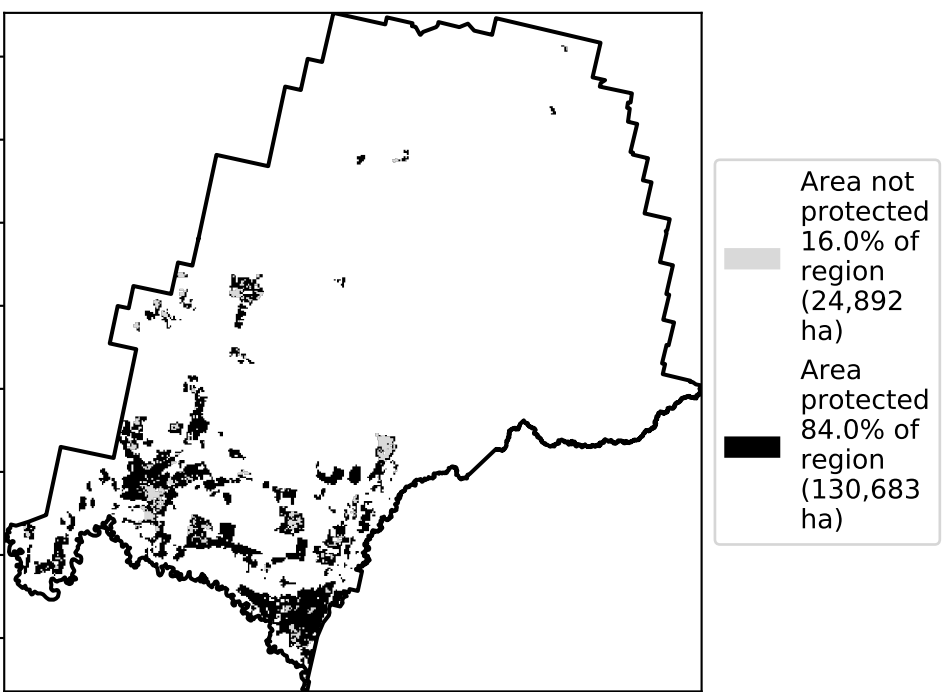 Area not
protected
16.0% of
region
(24,892
ha)
Area
protected
84.0% of
region
(130,683
ha)